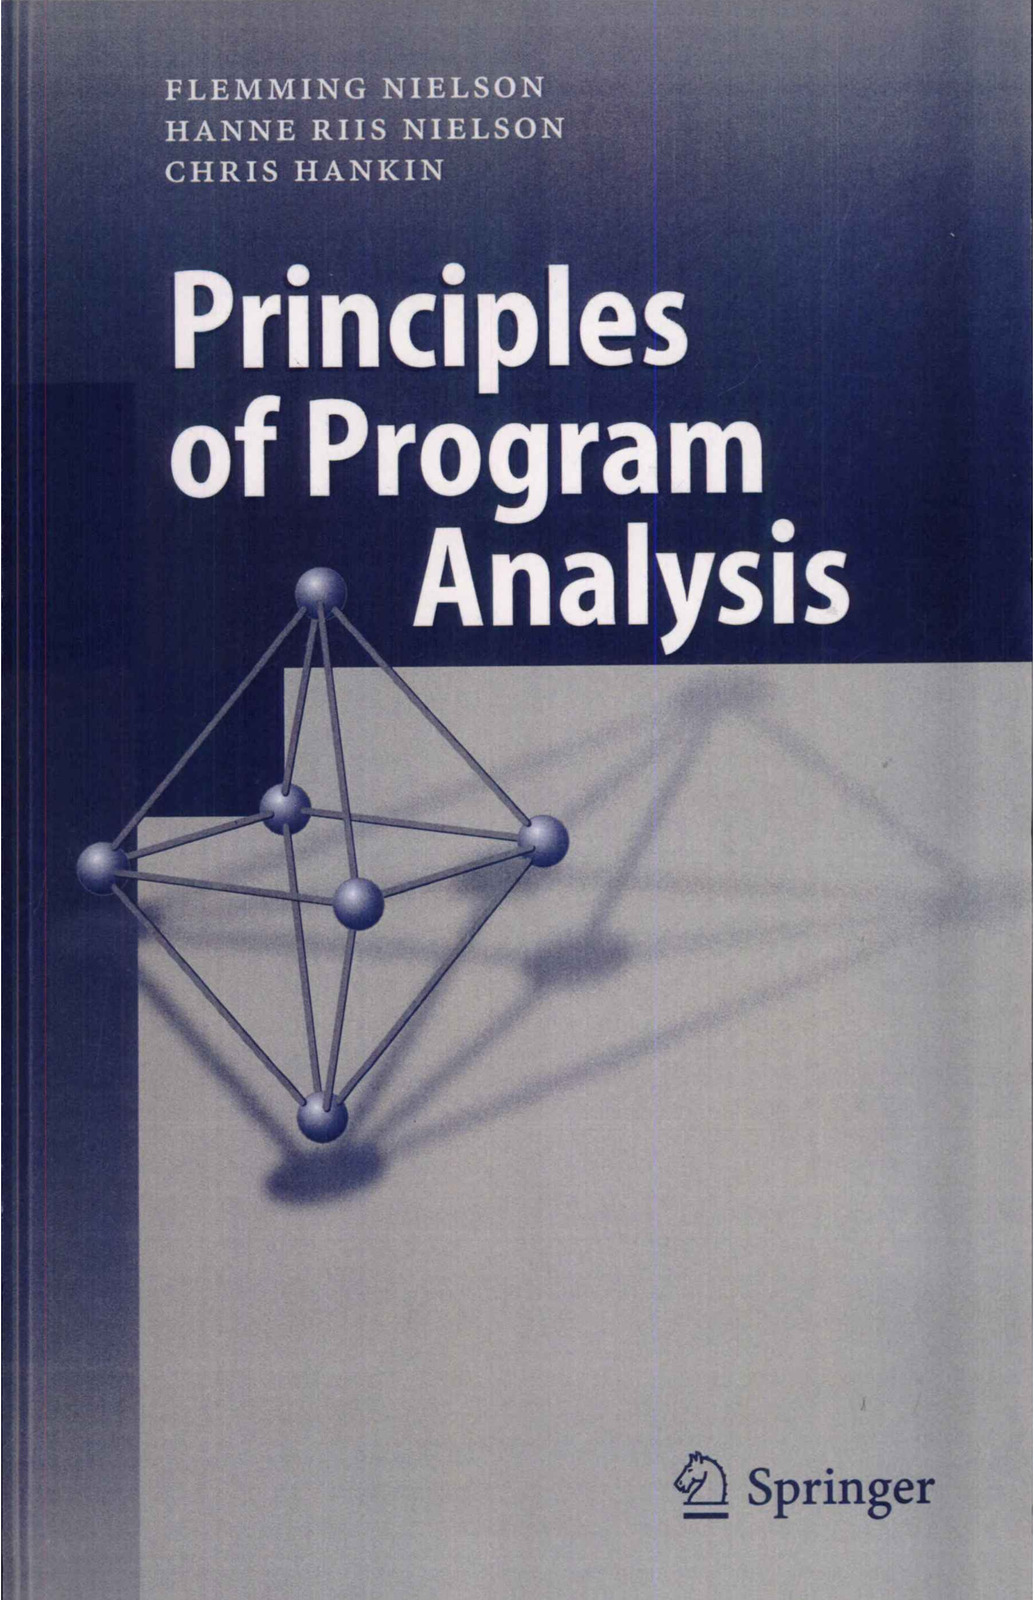 FLEMMING NIELSON
HANNE RIIS NIELSON
CHRIS HANKIN
Principles
of Program
Analysis
Springer